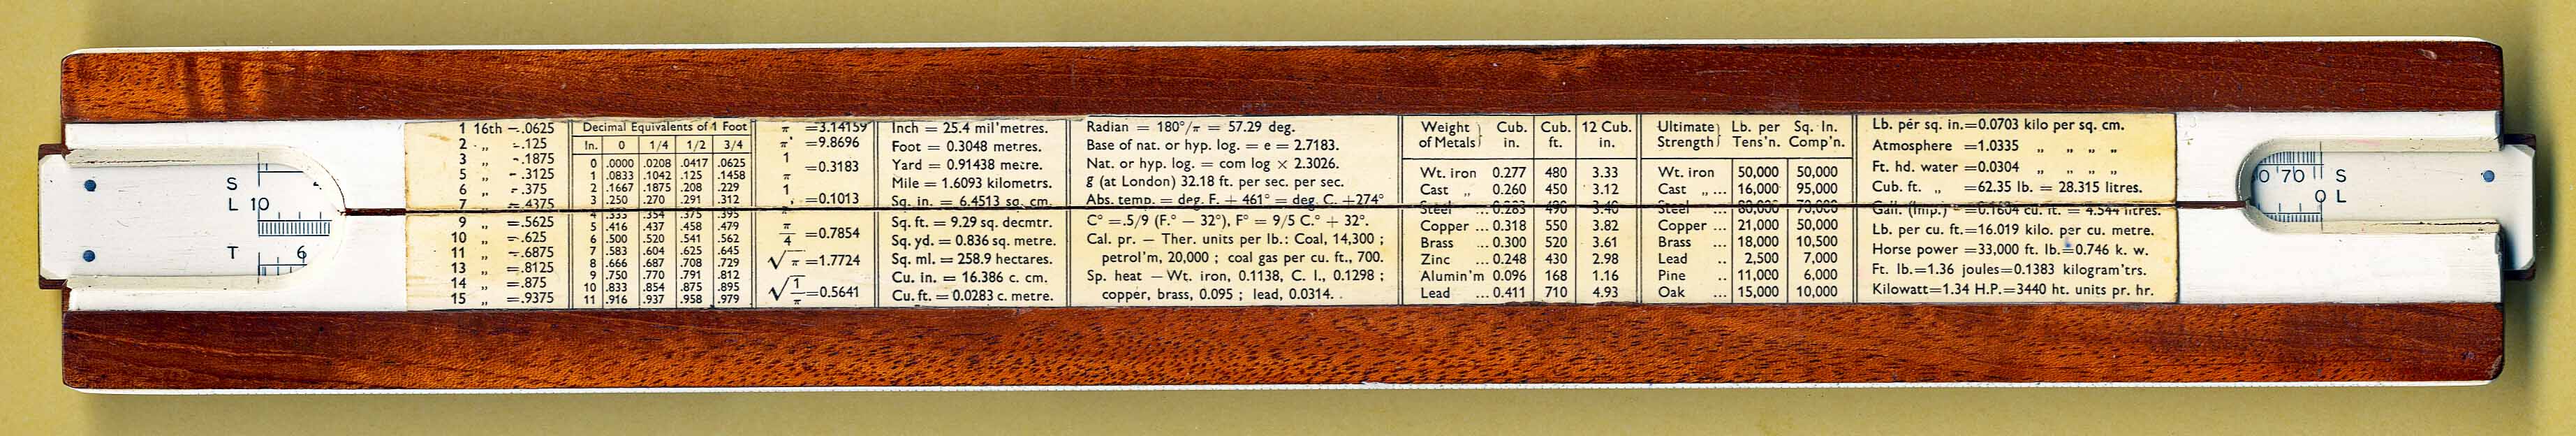 S
L 10
T 6
1 16th =.0625
2 „ =.125
3 „ =.1875
5 „ =.3125
6 „ =.375
7 „ =.4375
9 „ =.5625
10 „ =.625
11 „ =.6875
13 „ =.8125
14 „ =.875
15 „ =.9375
Decimal Equivalents of 1 Foot
In. 0 1/4 1/2 3/4
0 .0000 .0208 .0417 .0625
1 .0833 .1042 .125 .1458
2 .1667 .1875 .208 .229
3 .250 .270 .291 .312
4 .333 .354 .375 .395
5 .416 .437 .458 .479
6 .500 .520 .541 .562
7 .583 .604 .625 .645
8 .666 .687 .708 .729
9 .750 .770 .791 .812
10 .833 .854 .875 .895
11 .916 .937 .958 .979
π =3.14159
π² =9.8696
1/π =0.3183
=0.1013
π/4 =0.7854
√π =1.7724
√1/π =0.5641
Inch = 25.4 mil'metres.
Foot = 0.3048 metres.
Yard = 0.91438 metre.
Mile = 1.6093 kilometrs.
Sq. in. = 6.4513 sq. cm.
Sq. ft. = 9.29 sq. decmtr.
Sq. yd. = 0.836 sq. metre.
Sq. ml. = 258.9 hectares.
Cu. in. = 16.386 c. cm.
Cu. ft. = 0.0283 c. metre.
Radian = 180°/π = 57.29 deg.
Base of nat. or hyp. log. = e = 2.7183.
Nat. or hyp. log. = com log × 2.3026.
g (at London) 32.18 ft. per sec. per sec.
Abs. temp. = deg. F. + 461° = deg. C. +274°
C° =.5/9 (F.° — 32°), F° = 9/5 C.° + 32°.
Cal. pr. — Ther. units per lb.: Coal, 14,300 ;
petrol'm, 20,000 ; coal gas per cu. ft., 700.
Sp. heat — Wt. iron, 0.1138, C. I., 0.1298 ;
copper, brass, 0.095 ; lead, 0.0314.
Weight of Metals Cub. in. Cub. ft. 12 Cub. in.
Wt. iron 0.277 480 3.33
Cast „ 0.260 450 3.12
Steel ... 0.283 490 3.40
Copper ... 0.318 550 3.82
Brass ... 0.300 520 3.61
Zinc ... 0.248 430 2.98
Alumin'm 0.096 168 1.16
Lead ... 0.411 710 4.93
Ultimate Strength Lb. per Tens'n. Sq. In. Comp'n.
Wt. iron 50,000 50,000
Cast „ ... 16,000 95,000
Steel ... 80,000 70,000
Copper ... 21,000 50,000
Brass ... 18,000 10,500
Lead .. 2,500 7,000
Pine ... 11,000 6,000
Oak ... 15,000 10,000
Lb. per sq. in.=0.0703 kilo per sq. cm.
Atmosphere =1.0335 „ „ „ „
Ft. hd. water =0.0304 „ „ „ „
Cub. ft. „ =62.35 lb. = 28.315 litres.
Gall. (Imp.) =0.1604 cu. ft. = 4.544 litres.
Lb. per cu. ft.=16.019 kilo. per cu. metre.
Horse power =33,000 ft. lb.=0.746 k. w.
Ft. lb.=1.36 joules=0.1383 kilogram'trs.
Kilowatt=1.34 H.P.=3440 ht. units pr. hr.
0 70 S
0 L